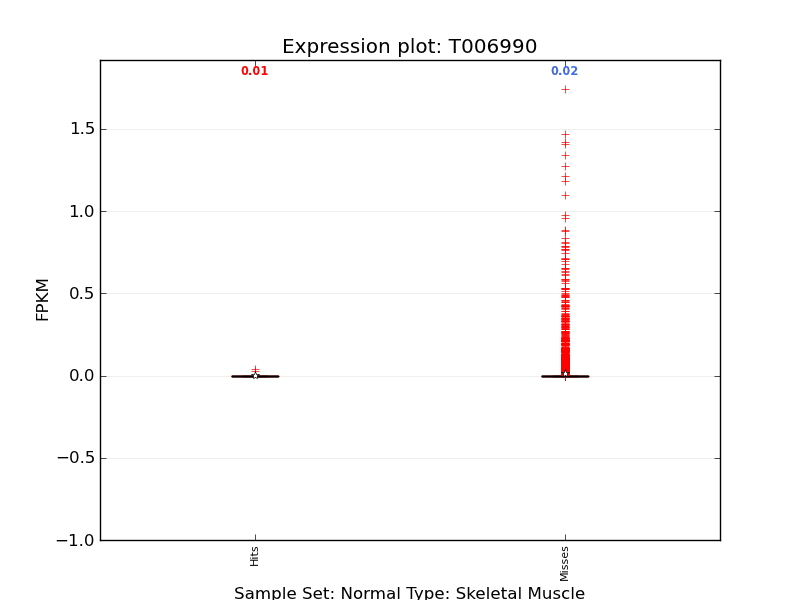 Expression plot: T006990
0.01
0.02
1.5
1.0
0.5
0.0
−0.5
−1.0
FPKM
Hits
Misses
Sample Set: Normal Type: Skeletal Muscle